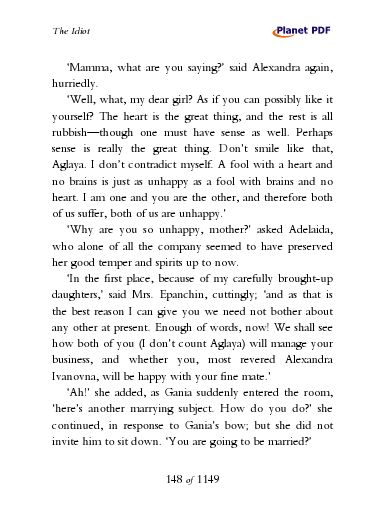 The Idiot
Planet PDF
‘Mamma, what are you saying?’ said Alexandra again,
hurriedly.
‘Well, what, my dear girl? As if you can possibly like it
yourself? The heart is the great thing, and the rest is all
rubbish—though one must have sense as well. Perhaps
sense is really the great thing. Don’t smile like that,
Aglaya. I don’t contradict myself. A fool with a heart and
no brains is just as unhappy as a fool with brains and no
heart. I am one and you are the other, and therefore both
of us suffer, both of us are unhappy.’
‘Why are you so unhappy, mother?’ asked Adelaida,
who alone of all the company seemed to have preserved
her good temper and spirits up to now.
‘In the first place, because of my carefully brought-up
daughters,’ said Mrs. Epanchin, cuttingly; ‘and as that is
the best reason I can give you we need not bother about
any other at present. Enough of words, now! We shall see
how both of you (I don’t count Aglaya) will manage your
business, and whether you, most revered Alexandra
Ivanovna, will be happy with your fine mate.’
‘Ah!’ she added, as Gania suddenly entered the room,
‘here’s another marrying subject. How do you do?’ she
continued, in response to Gania’s bow; but she did not
invite him to sit down. ‘You are going to be married?’
148 of 1149